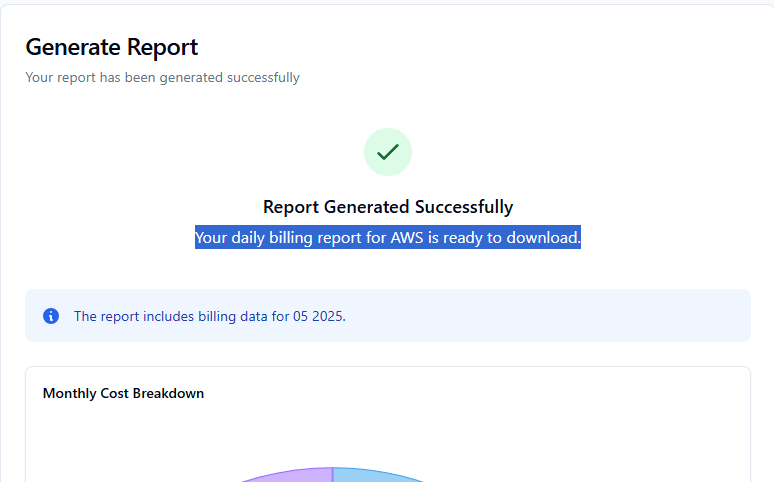 Generate Report
Your report has been generated successfully
Report Generated Successfully
Your daily billing report for AWS is ready to download.
The report includes billing data for 05 2025.
Monthly Cost Breakdown